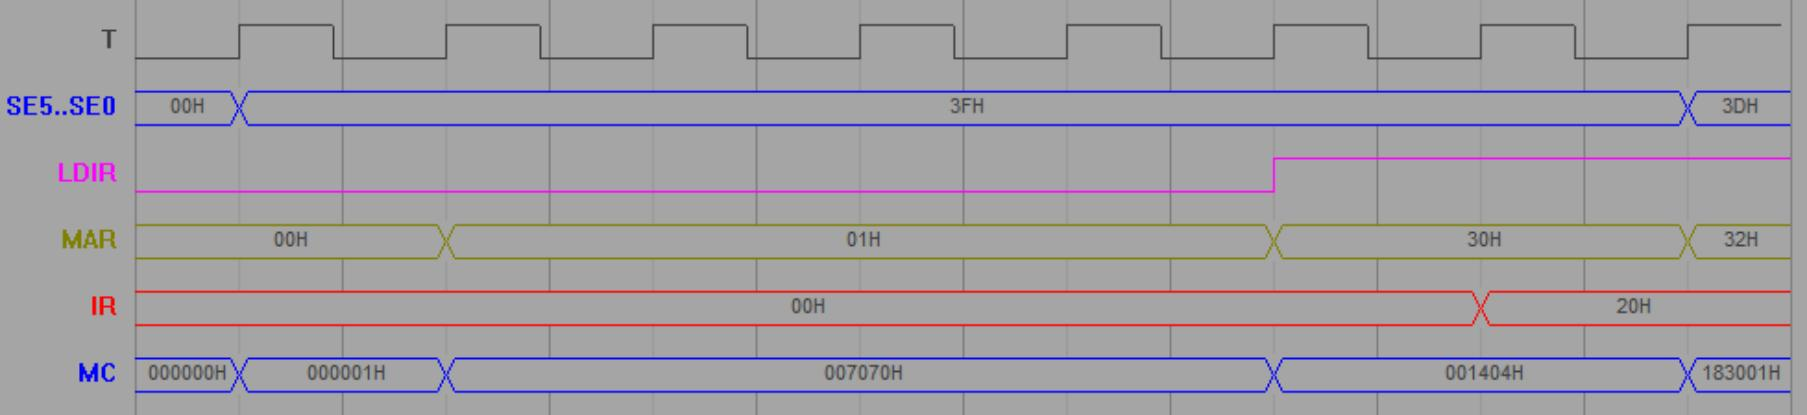 T
SE5..SE0 00H 3FH 3DH
LDIR
MAR 00H 01H 30H 32H
IR 00H 20H
MC 000000H 000001H 007070H 001404H 183001H